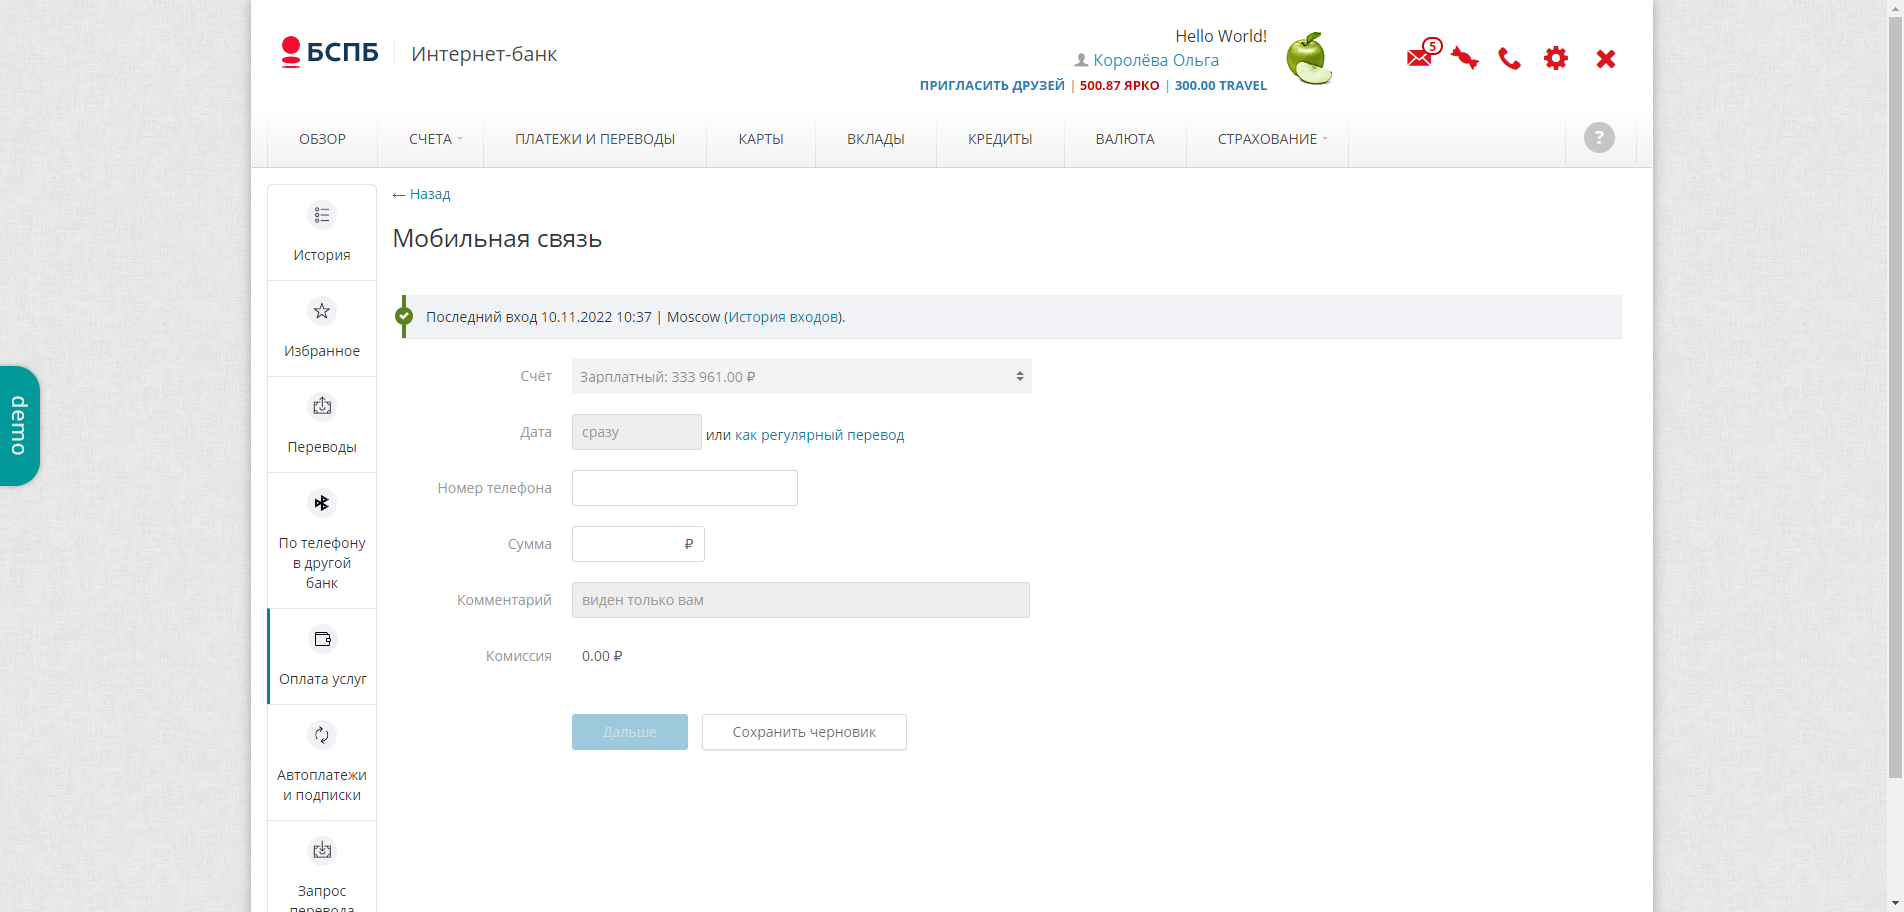 БСПБ
Интернет-банк
Hello World!
Королёва Ольга
ПРИГЛАСИТЬ ДРУЗЕЙ | 500.87 ЯРКО | 300.00 TRAVEL
5
ОБЗОР
СЧЕТА
ПЛАТЕЖИ И ПЕРЕВОДЫ
КАРТЫ
ВКЛАДЫ
КРЕДИТЫ
ВАЛЮТА
СТРАХОВАНИЕ
?
История
Избранное
Переводы
По телефону
в другой
банк
Оплата услуг
Автоплатежи
и подписки
Запрос
перевода
demo
← Назад
Мобильная связь
Последний вход 10.11.2022 10:37 | Moscow (История входов).
Счёт
Зарплатный: 333 961.00 ₽
Дата
сразу
или как регулярный перевод
Номер телефона
Сумма
₽
Комментарий
виден только вам
Комиссия
0.00 ₽
Дальше
Сохранить черновик